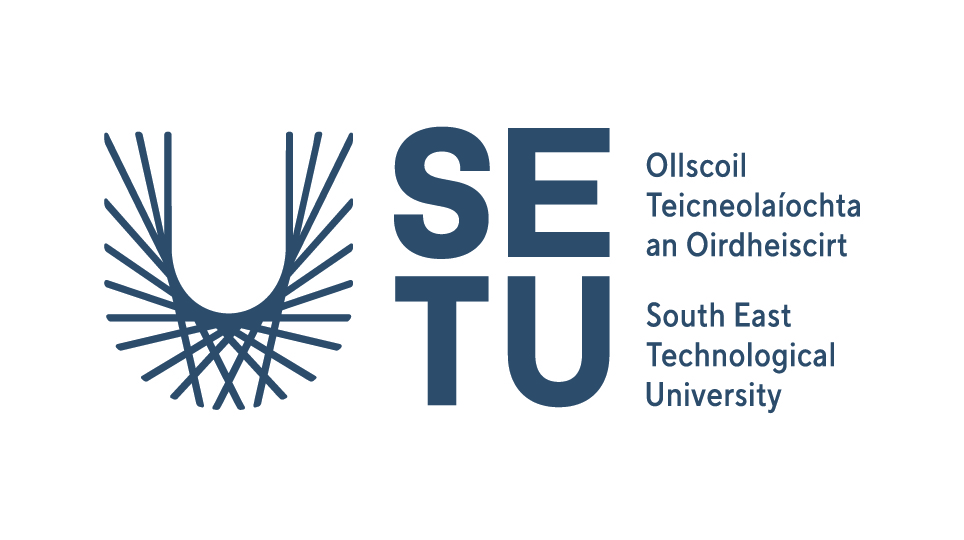 SE
TU
Ollscoil
Teicneolaíochta
an Oirdheiscirt
South East
Technological
University